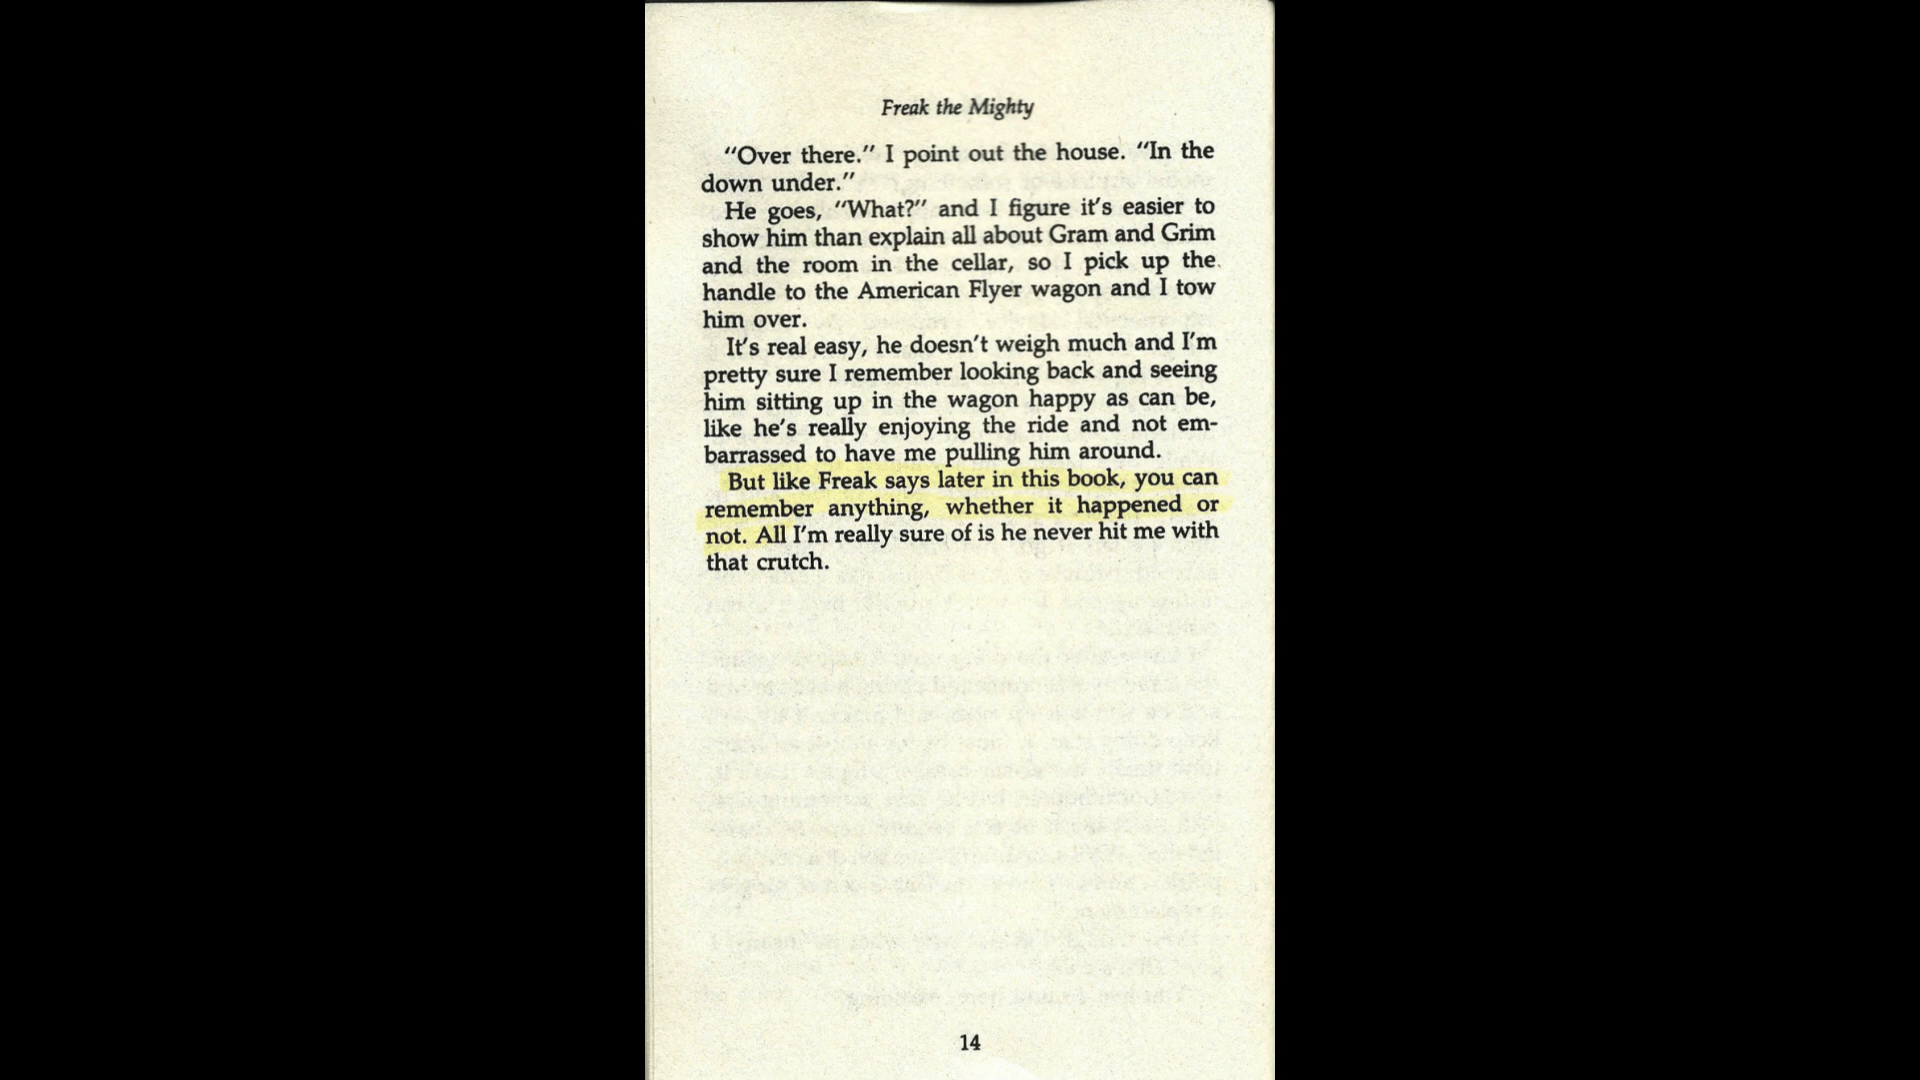 Freak the Mighty
"Over there." I point out the house. "In the
down under."
He goes, "What?" and I figure it's easier to
show him than explain all about Gram and Grim
and the room in the cellar, so I pick up the
handle to the American Flyer wagon and I tow
him over.
It's real easy, he doesn't weigh much and I'm
pretty sure I remember looking back and seeing
him sitting up in the wagon happy as can be,
like he's really enjoying the ride and not em-
barrassed to have me pulling him around.
But like Freak says later in this book, you can
remember anything, whether it happened or
not. All I'm really sure of is he never hit me with
that crutch.
14